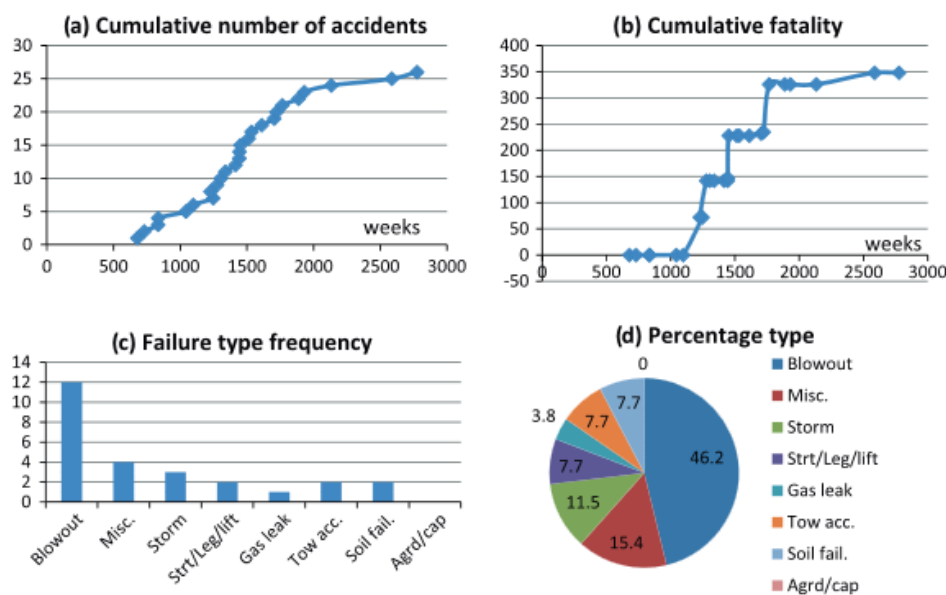 (a) Cumulative number of accidents
30
25
20
15
10
5
0
weeks
0 500 1000 1500 2000 2500 3000
(b) Cumulative fatality
400
350
300
250
200
150
100
50
0
-50
weeks
0 500 1000 1500 2000 2500 3000
(c) Failure type frequency
14
12
10
8
6
4
2
0
Blowout
Misc.
Storm
Strt/Leg/lift
Gas leak
Tow acc.
Soil fail.
Agrd/cap
(d) Percentage type
0
7.7
7.7
3.8
7.7
11.5
15.4
46.2
Blowout
Misc.
Storm
Strt/Leg/lift
Gas leak
Tow acc.
Soil fail.
Agrd/cap